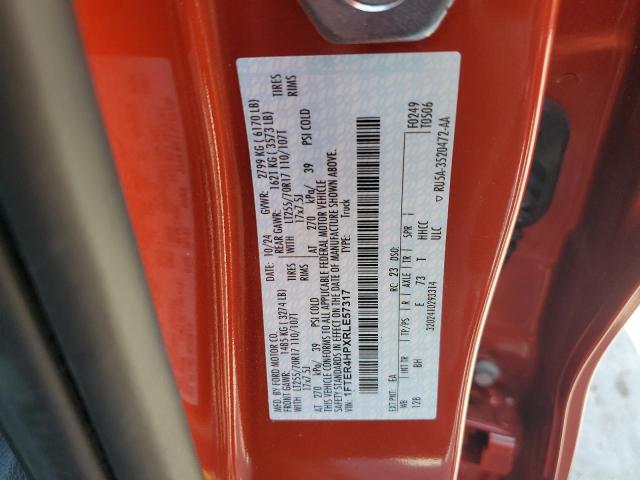 MFD. BY FORD MOTOR CO. 10/24 GVWR: 2799 KG ( 6170 LB)
FRONT GAWR: 1485 KG ( 3274 LB) REAR GAWR: 1621 KG ( 3573 LB)
WITH LT255/70R17 110/107T TIRES WITH LT255/70R17 110/107T TIRES
17x7.5J RIMS 17x7.5J RIMS
AT 270 kPa/ 39 PSI COLD AT 270 kPa/ 39 PSI COLD
THIS VEHICLE CONFORMS TO ALL APPLICABLE FEDERAL MOTOR VEHICLE
SAFETY STANDARDS IN EFFECT ON THE DATE OF MANUFACTURE SHOWN ABOVE.
VIN: 1FTER4HPXRLE57317 TYPE: Truck
F0249
T0506
EXT PNT: EA RC: 23 DSO:
WB INT TR TP/PS R AXLE TR SPR
128 BH E 73 T HHCC
ULC
3202410293314 ▽ RU5A-3520472-AA